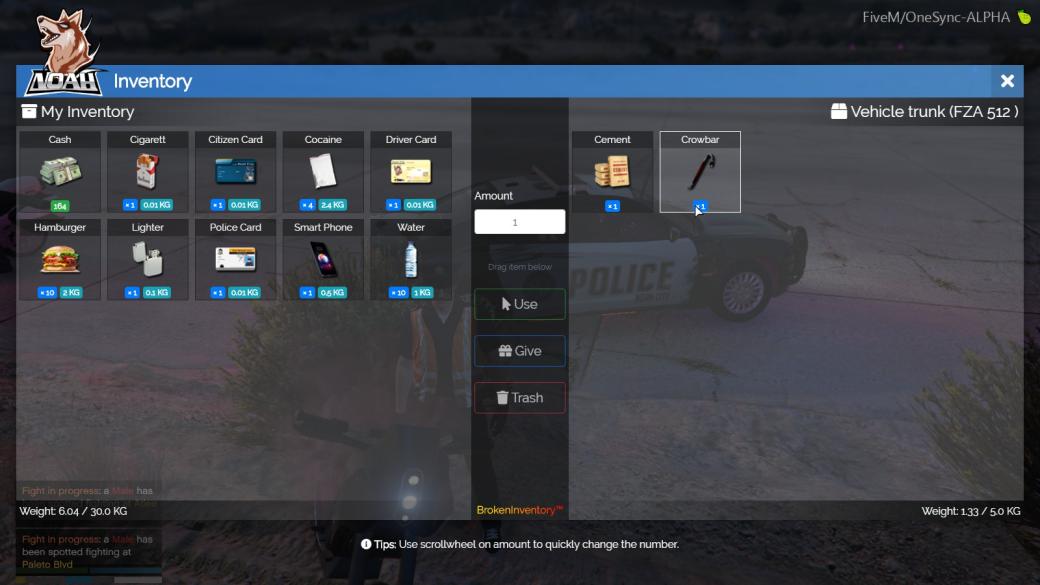 FiveM/OneSync-ALPHA
NOAH
Inventory
My Inventory
Vehicle trunk (FZA 512 )
Cash
Cigarett
Citizen Card
Cocaine
Driver Card
Cement
Crowbar
164
×1 0.01 KG
×1 0.01 KG
×4 2.4 KG
×1 0.01 KG
×1
×1
Amount
1
Hamburger
Lighter
Police Card
Smart Phone
Water
Drag item below
×10 2 KG
×1 0.1 KG
×1 0.01 KG
×1 0.5 KG
×10 1 KG
POLICE
Use
Give
Trash
Fight in progress: a Male has
Weight: 6.04 / 30.0 KG
BrokenInventory™
Weight: 1.33 / 5.0 KG
Fight in progress: a Male has
been spotted fighting at
Paleto Blvd
Tips: Use scrollwheel on amount to quickly change the number.